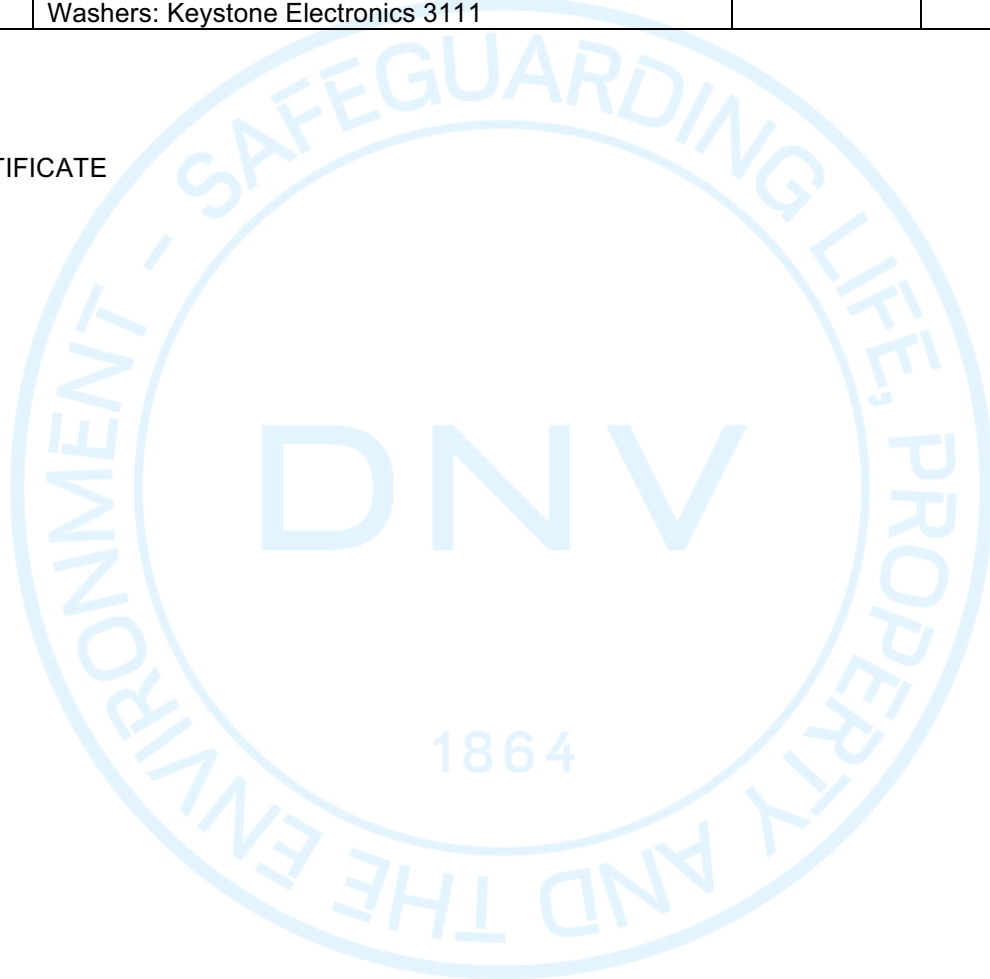 Washers: Keystone Electronics 3111
TIFICATE
SAFEGUARDING LIFE, PROPERTY AND THE ENVIRONMENT -
DNV
1864